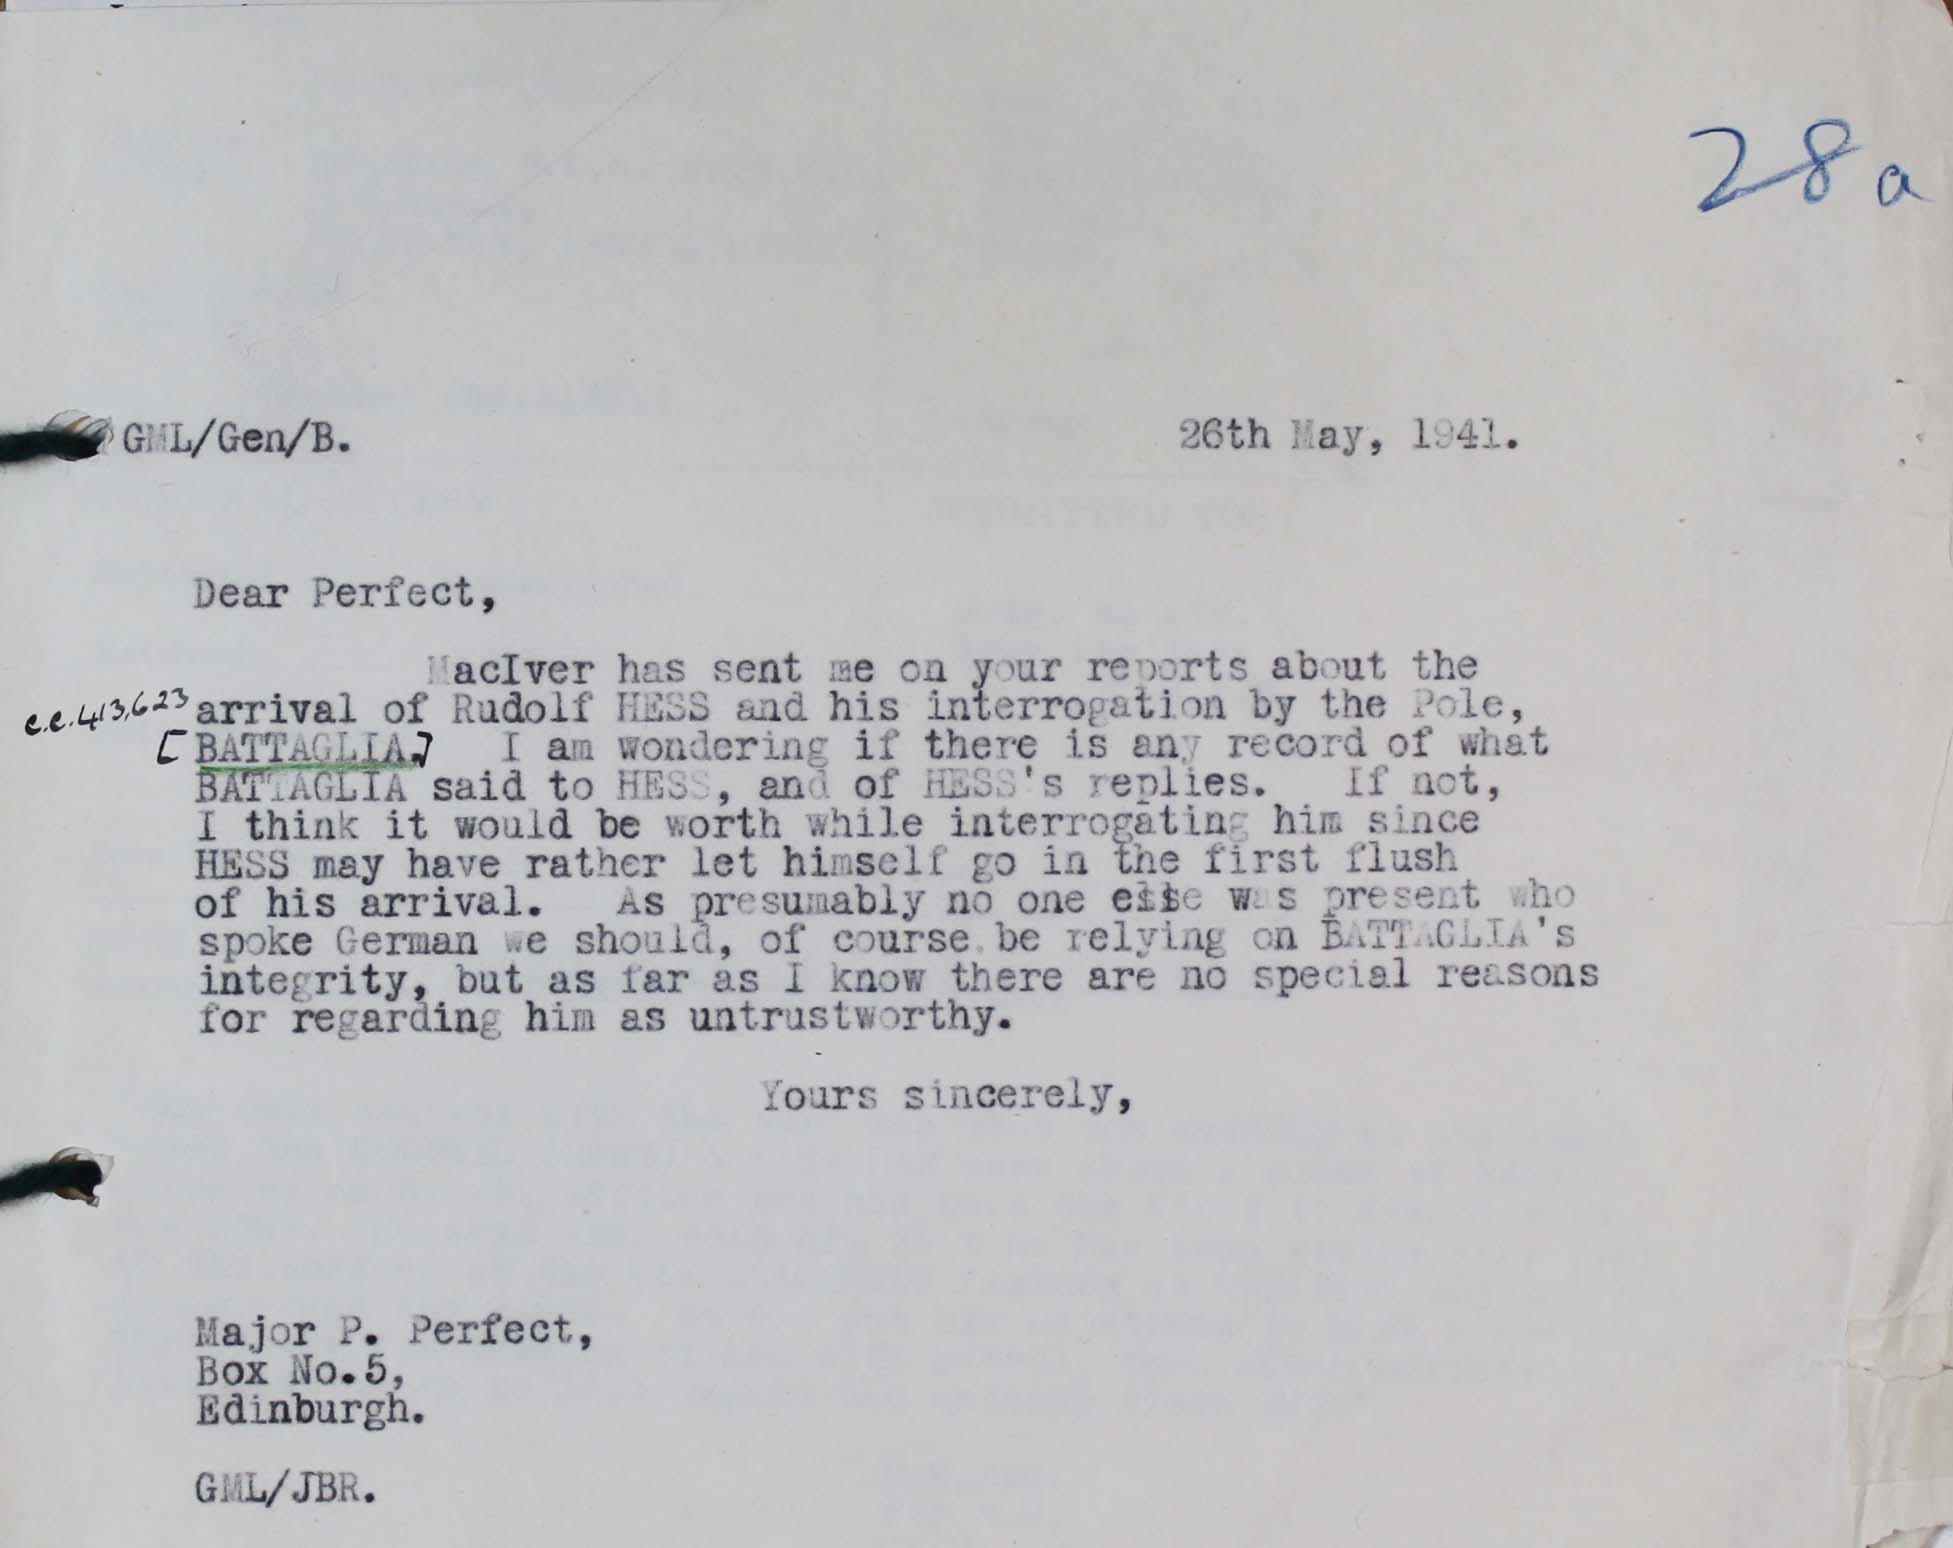 28a
GML/Gen/B. 26th May, 1941.
Dear Perfect,
MacIver has sent me on your reports about the
c.c. 413,623 arrival of Rudolf HESS and his interrogation by the Pole,
[BATTAGLIA.] I am wondering if there is any record of what
BATTAGLIA said to HESS, and of HESS's replies. If not,
I think it would be worth while interrogating him since
HESS may have rather let himself go in the first flush
of his arrival. As presumably no one else was present who
spoke German we should, of course, be relying on BATTAGLIA's
integrity, but as far as I know there are no special reasons
for regarding him as untrustworthy.
Yours sincerely,
Major P. Perfect,
Box No.5,
Edinburgh.
GML/JBR.